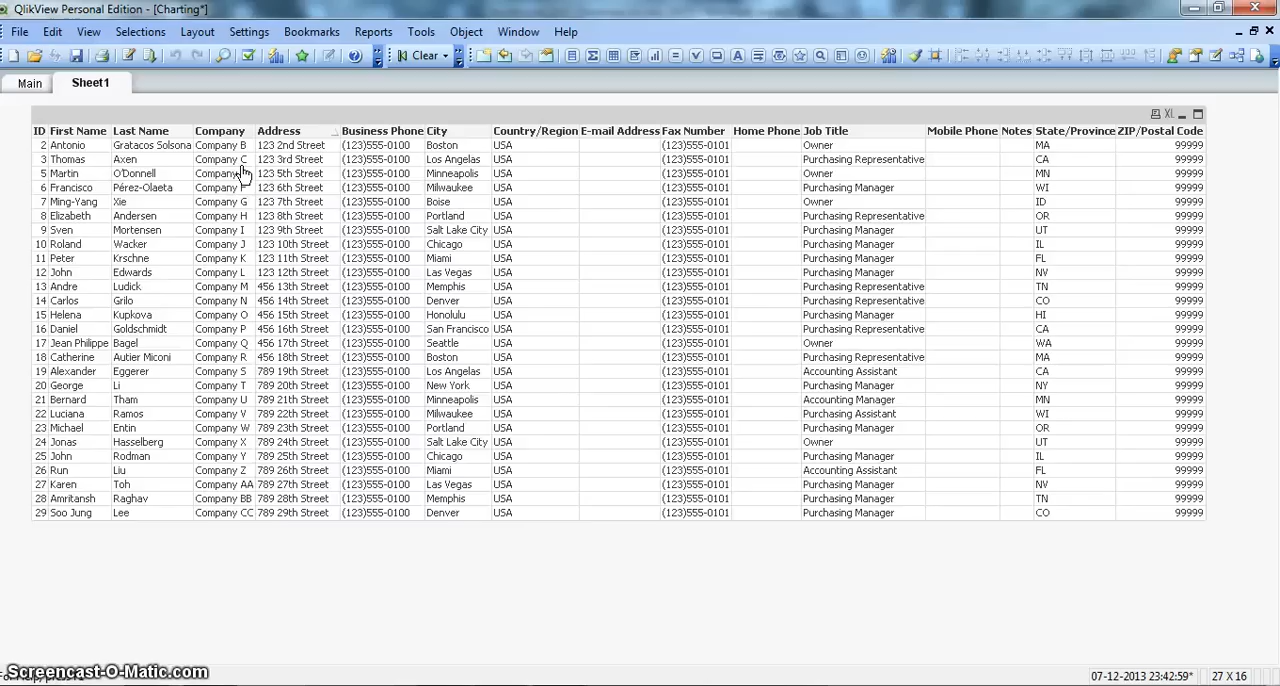 QlikView Personal Edition - [Charting*]
File Edit View Selections Layout Settings Bookmarks Reports Tools Object Window Help
Clear
Main Sheet1
XL
ID First Name Last Name Company Address Business Phone City Country/Region E-mail Address Fax Number Home Phone Job Title Mobile Phone Notes State/Province ZIP/Postal Code
2 Antonio Gratacos Solsona Company B 123 2nd Street (123)555-0100 Boston USA (123)555-0101 Owner MA 99999
3 Thomas Axen Company C 123 3rd Street (123)555-0100 Los Angelas USA (123)555-0101 Purchasing Representative CA 99999
5 Martin O'Donnell Company 123 5th Street (123)555-0100 Minneapolis USA (123)555-0101 Owner MN 99999
6 Francisco Pérez-Olaeta Company F 123 6th Street (123)555-0100 Milwaukee USA (123)555-0101 Purchasing Manager WI 99999
7 Ming-Yang Xie Company G 123 7th Street (123)555-0100 Boise USA (123)555-0101 Owner ID 99999
8 Elizabeth Andersen Company H 123 8th Street (123)555-0100 Portland USA (123)555-0101 Purchasing Representative OR 99999
9 Sven Mortensen Company I 123 9th Street (123)555-0100 Salt Lake City USA (123)555-0101 Purchasing Manager UT 99999
10 Roland Wacker Company J 123 10th Street (123)555-0100 Chicago USA (123)555-0101 Purchasing Manager IL 99999
11 Peter Krschne Company K 123 11th Street (123)555-0100 Miami USA (123)555-0101 Purchasing Manager FL 99999
12 John Edwards Company L 123 12th Street (123)555-0100 Las Vegas USA (123)555-0101 Purchasing Manager NV 99999
13 Andre Ludick Company M 456 13th Street (123)555-0100 Memphis USA (123)555-0101 Purchasing Representative TN 99999
14 Carlos Grilo Company N 456 14th Street (123)555-0100 Denver USA (123)555-0101 Purchasing Representative CO 99999
15 Helena Kupkova Company O 456 15th Street (123)555-0100 Honolulu USA (123)555-0101 Purchasing Manager HI 99999
16 Daniel Goldschmidt Company P 456 16th Street (123)555-0100 San Francisco USA (123)555-0101 Purchasing Representative CA 99999
17 Jean Philippe Bagel Company Q 456 17th Street (123)555-0100 Seattle USA (123)555-0101 Owner WA 99999
18 Catherine Autier Miconi Company R 456 18th Street (123)555-0100 Boston USA (123)555-0101 Purchasing Representative MA 99999
19 Alexander Eggerer Company S 789 19th Street (123)555-0100 Los Angelas USA (123)555-0101 Accounting Assistant CA 99999
20 George Li Company T 789 20th Street (123)555-0100 New York USA (123)555-0101 Purchasing Manager NY 99999
21 Bernard Tham Company U 789 21th Street (123)555-0100 Minneapolis USA (123)555-0101 Accounting Manager MN 99999
22 Luciana Ramos Company V 789 22th Street (123)555-0100 Milwaukee USA (123)555-0101 Purchasing Assistant WI 99999
23 Michael Entin Company W 789 23th Street (123)555-0100 Portland USA (123)555-0101 Purchasing Manager OR 99999
24 Jonas Hasselberg Company X 789 24th Street (123)555-0100 Salt Lake City USA (123)555-0101 Owner UT 99999
25 John Rodman Company Y 789 25th Street (123)555-0100 Chicago USA (123)555-0101 Purchasing Manager IL 99999
26 Run Liu Company Z 789 26th Street (123)555-0100 Miami USA (123)555-0101 Accounting Assistant FL 99999
27 Karen Toh Company AA 789 27th Street (123)555-0100 Las Vegas USA (123)555-0101 Purchasing Manager NV 99999
28 Amritansh Raghav Company BB 789 28th Street (123)555-0100 Memphis USA (123)555-0101 Purchasing Manager TN 99999
29 Soo Jung Lee Company CC 789 29th Street (123)555-0100 Denver USA (123)555-0101 Purchasing Manager CO 99999
Screencast-O-Matic.com
07-12-2013 23:42:59* 27 X 16